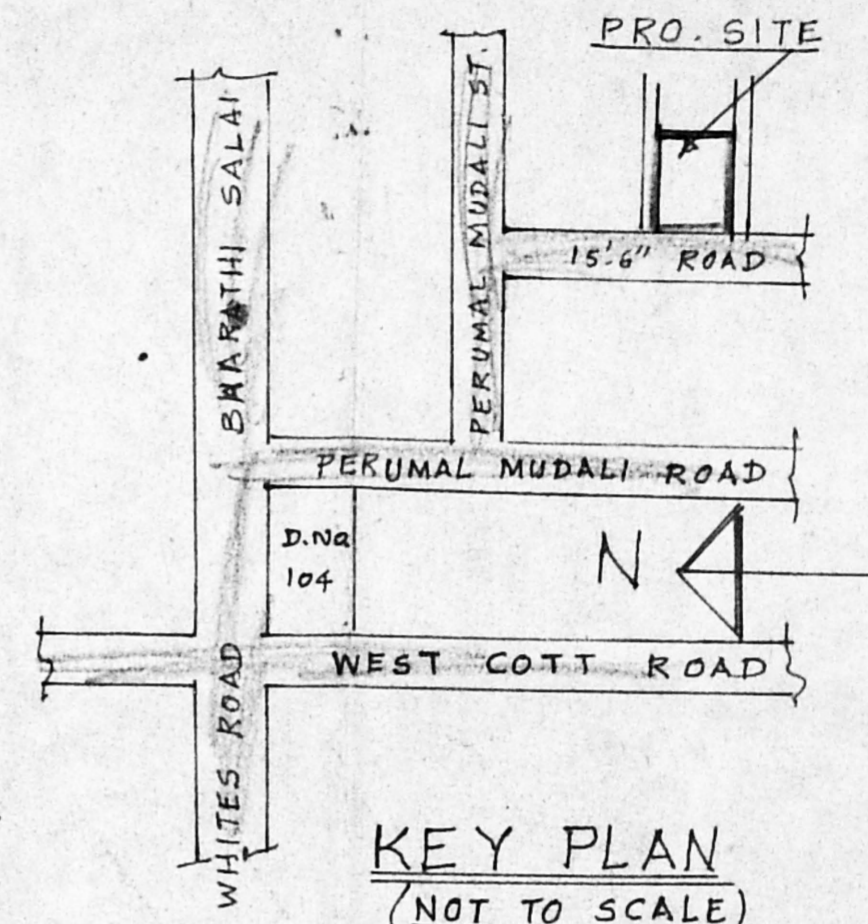 PRO. SITE
BHARATHI SALAI
PERUMAL MUDALI ST.
15'6" ROAD
PERUMAL MUDALI ROAD
D.No
104
N
WEST COTT ROAD
WHITES ROAD
KEY PLAN
(NOT TO SCALE)